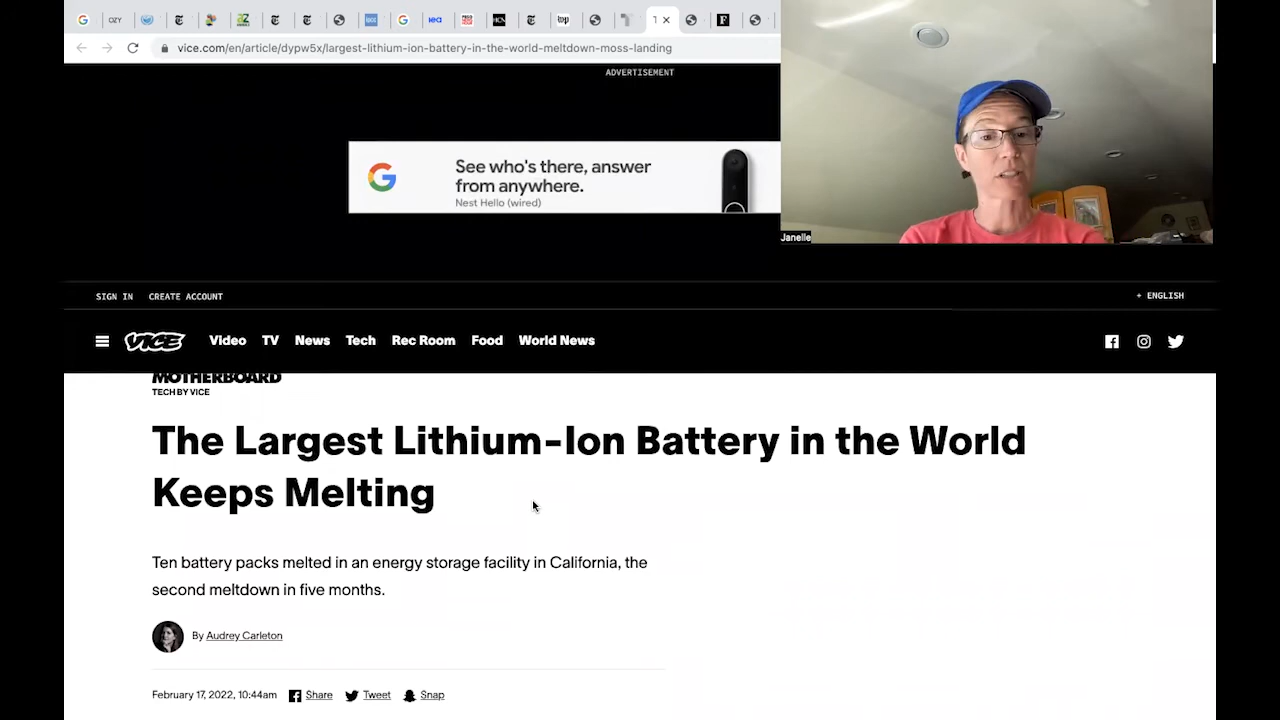 vice.com/en/article/dypw5x/largest-lithium-ion-battery-in-the-world-meltdown-moss-landing
ADVERTISEMENT
See who's there, answer
from anywhere.
Nest Hello (wired)
Janelle
SIGN IN CREATE ACCOUNT
+ ENGLISH
VICE Video TV News Tech Rec Room Food World News
MOTHERBOARD
TECH BY VICE
The Largest Lithium-Ion Battery in the World
Keeps Melting
Ten battery packs melted in an energy storage facility in California, the
second meltdown in five months.
By Audrey Carleton
February 17, 2022, 10:44am Share Tweet Snap